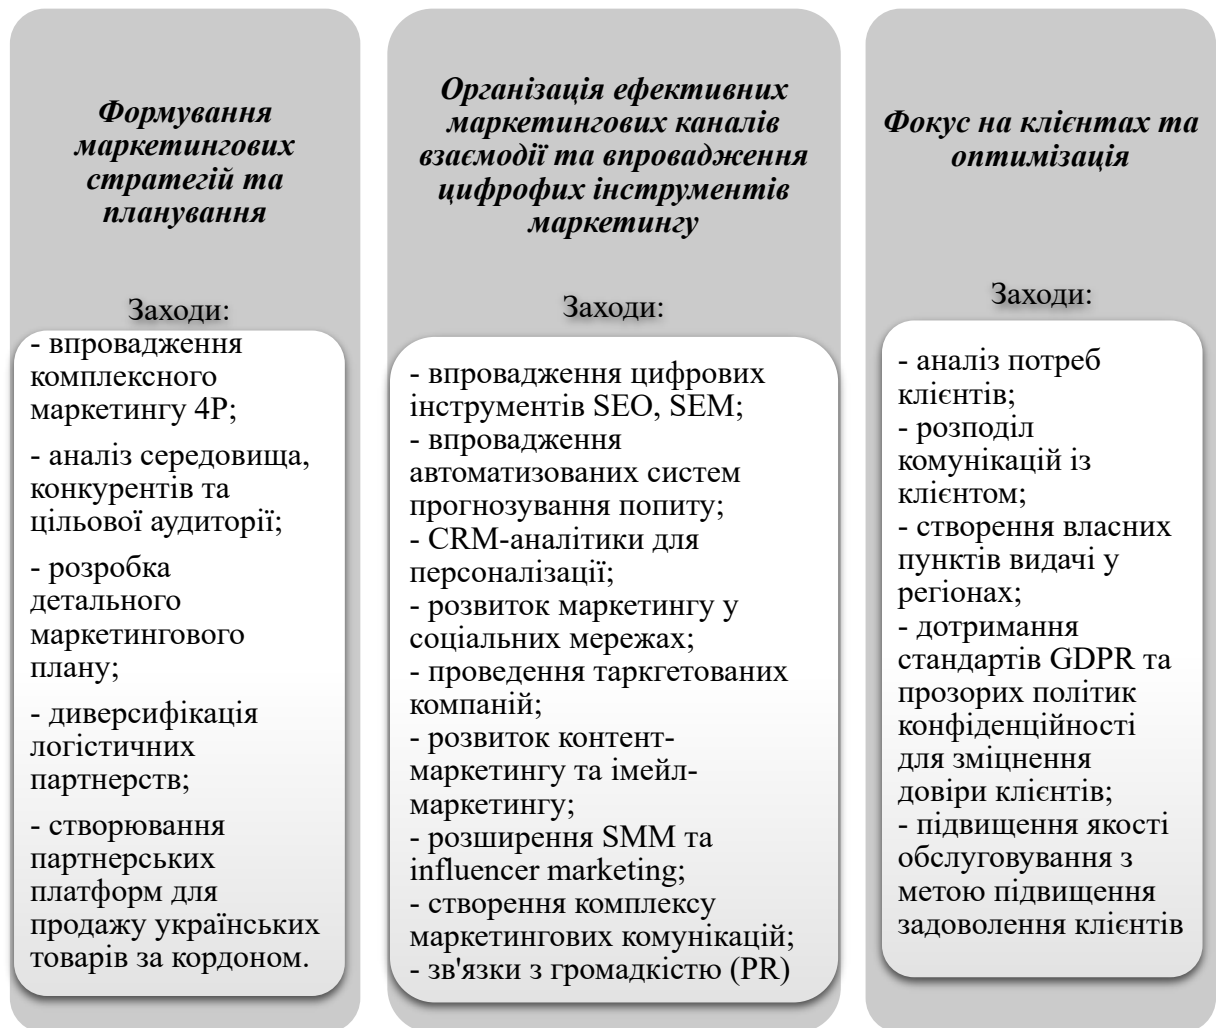 Формування
маркетингових
стратегій та
планування
Заходи:
- впровадження
комплексного
маркетингу 4Р;
- аналіз середовища,
конкурентів та
цільової аудиторії;
- розробка
детального
маркетингового
плану;
- диверсифікація
логістичних
партнерств;
- створювання
партнерських
платформ для
продажу українських
товарів за кордоном.
Організація ефективних
маркетингових каналів
взаємодії та впровадження
цифрофих інструментів
маркетингу
Заходи:
- впровадження цифрових
інструментів SEO, SEM;
- впровадження
автоматизованих систем
прогнозування попиту;
- CRM-аналітики для
персоналізації;
- розвиток маркетингу у
соціальних мережах;
- проведення таркгетованих
компаній;
- розвиток контент-
маркетингу та імейл-
маркетингу;
- розширення SMM та
influencer marketing;
- створення комплексу
маркетингових комунікацій;
- зв'язки з громадкістю (PR)
Фокус на клієнтах та
оптимізація
Заходи:
- аналіз потреб
клієнтів;
- розподіл
комунікацій із
клієнтом;
- створення власних
пунктів видачі у
регіонах;
- дотримання
стандартів GDPR та
прозорих політик
конфіденційності
для зміцнення
довіри клієнтів;
- підвищення якості
обслуговування з
метою підвищення
задоволення клієнтів